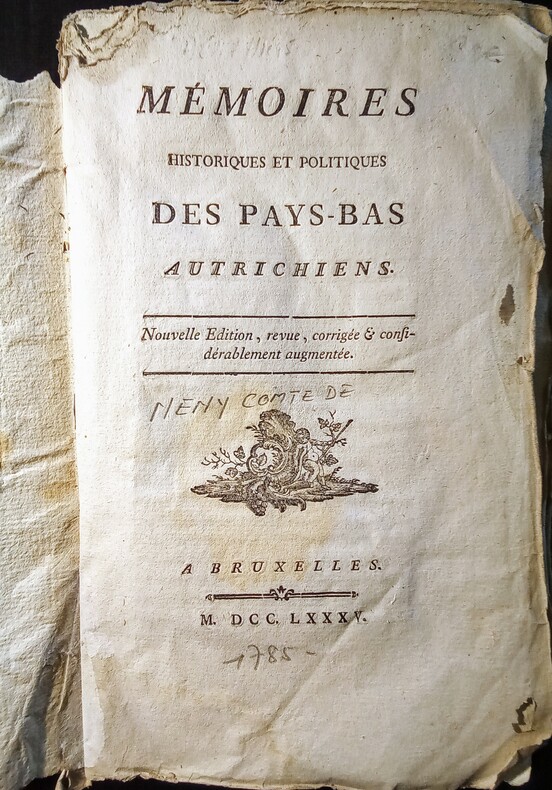 MÉMOIRES
HISTORIQUES ET POLITIQUES
DES PAYS-BAS
AUTRICHIENS.
Nouvelle Edition, revue, corrigée & consi-
dérablement augmentée.
NENY COMTE DE
A BRUXELLES.
M. DCC. LXXXV.
-1785-